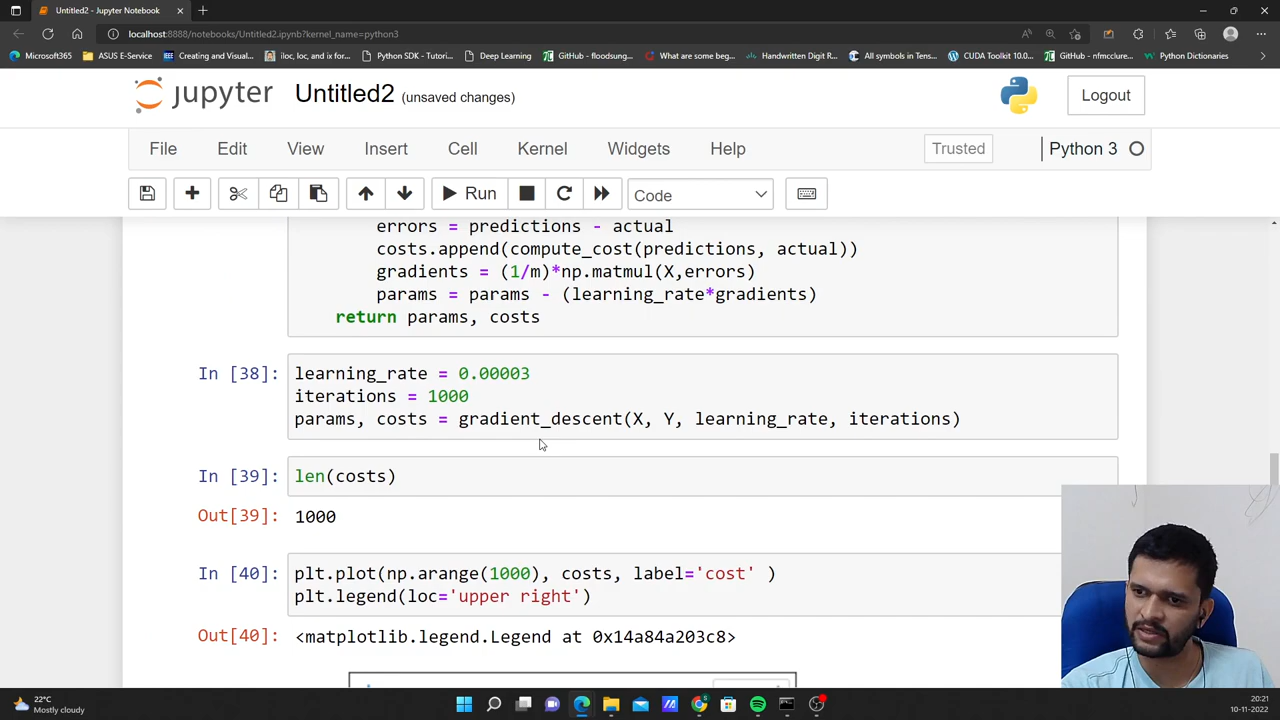 Untitled2 - Jupyter Notebook
localhost:8888/notebooks/Untitled2.ipynb?kernel_name=python3
Microsoft365
ASUS E-Service
Creating and Visual...
iloc, loc, and ix for...
Python SDK - Tutori...
Deep Learning
GitHub - floodsung...
What are some beg...
Handwritten Digit R...
All symbols in Tens...
CUDA Toolkit 10.0...
GitHub - nfmcclure...
Python Dictionaries
jupyter Untitled2 (unsaved changes)
Logout
File Edit View Insert Cell Kernel Widgets Help
Trusted
Python 3
Run
Code
errors = predictions - actual
costs.append(compute_cost(predictions, actual))
gradients = (1/m)*np.matmul(X,errors)
params = params - (learning_rate*gradients)
return params, costs
In [38]: learning_rate = 0.00003
iterations = 1000
params, costs = gradient_descent(X, Y, learning_rate, iterations)
In [39]: len(costs)
Out[39]: 1000
In [40]: plt.plot(np.arange(1000), costs, label='cost' )
plt.legend(loc='upper right')
Out[40]: <matplotlib.legend.Legend at 0x14a84a203c8>
22°C
Mostly cloudy
20:21
10-11-2022